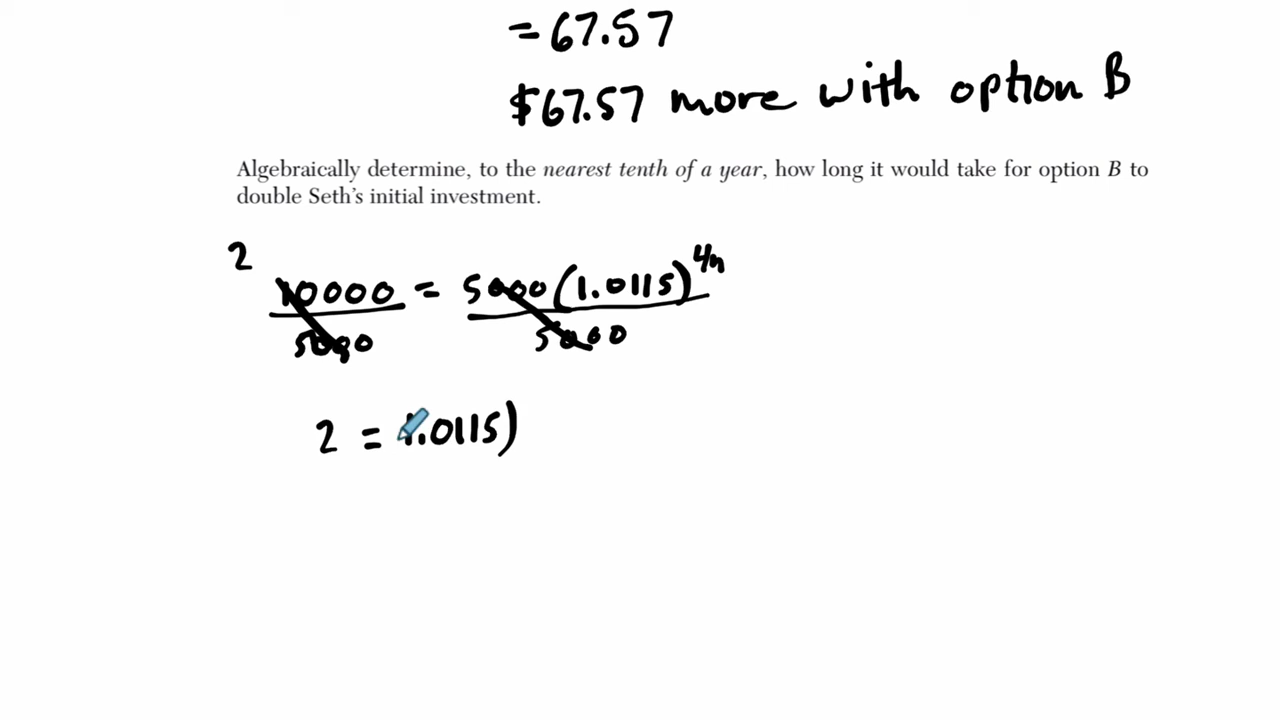 = 67.57
$67.57 more with option B
Algebraically determine, to the nearest tenth of a year, how long it would take for option B to
double Seth's initial investment.
2
10000 = 5000 (1.0115)^4n
5000 5000
2 = 1.0115)